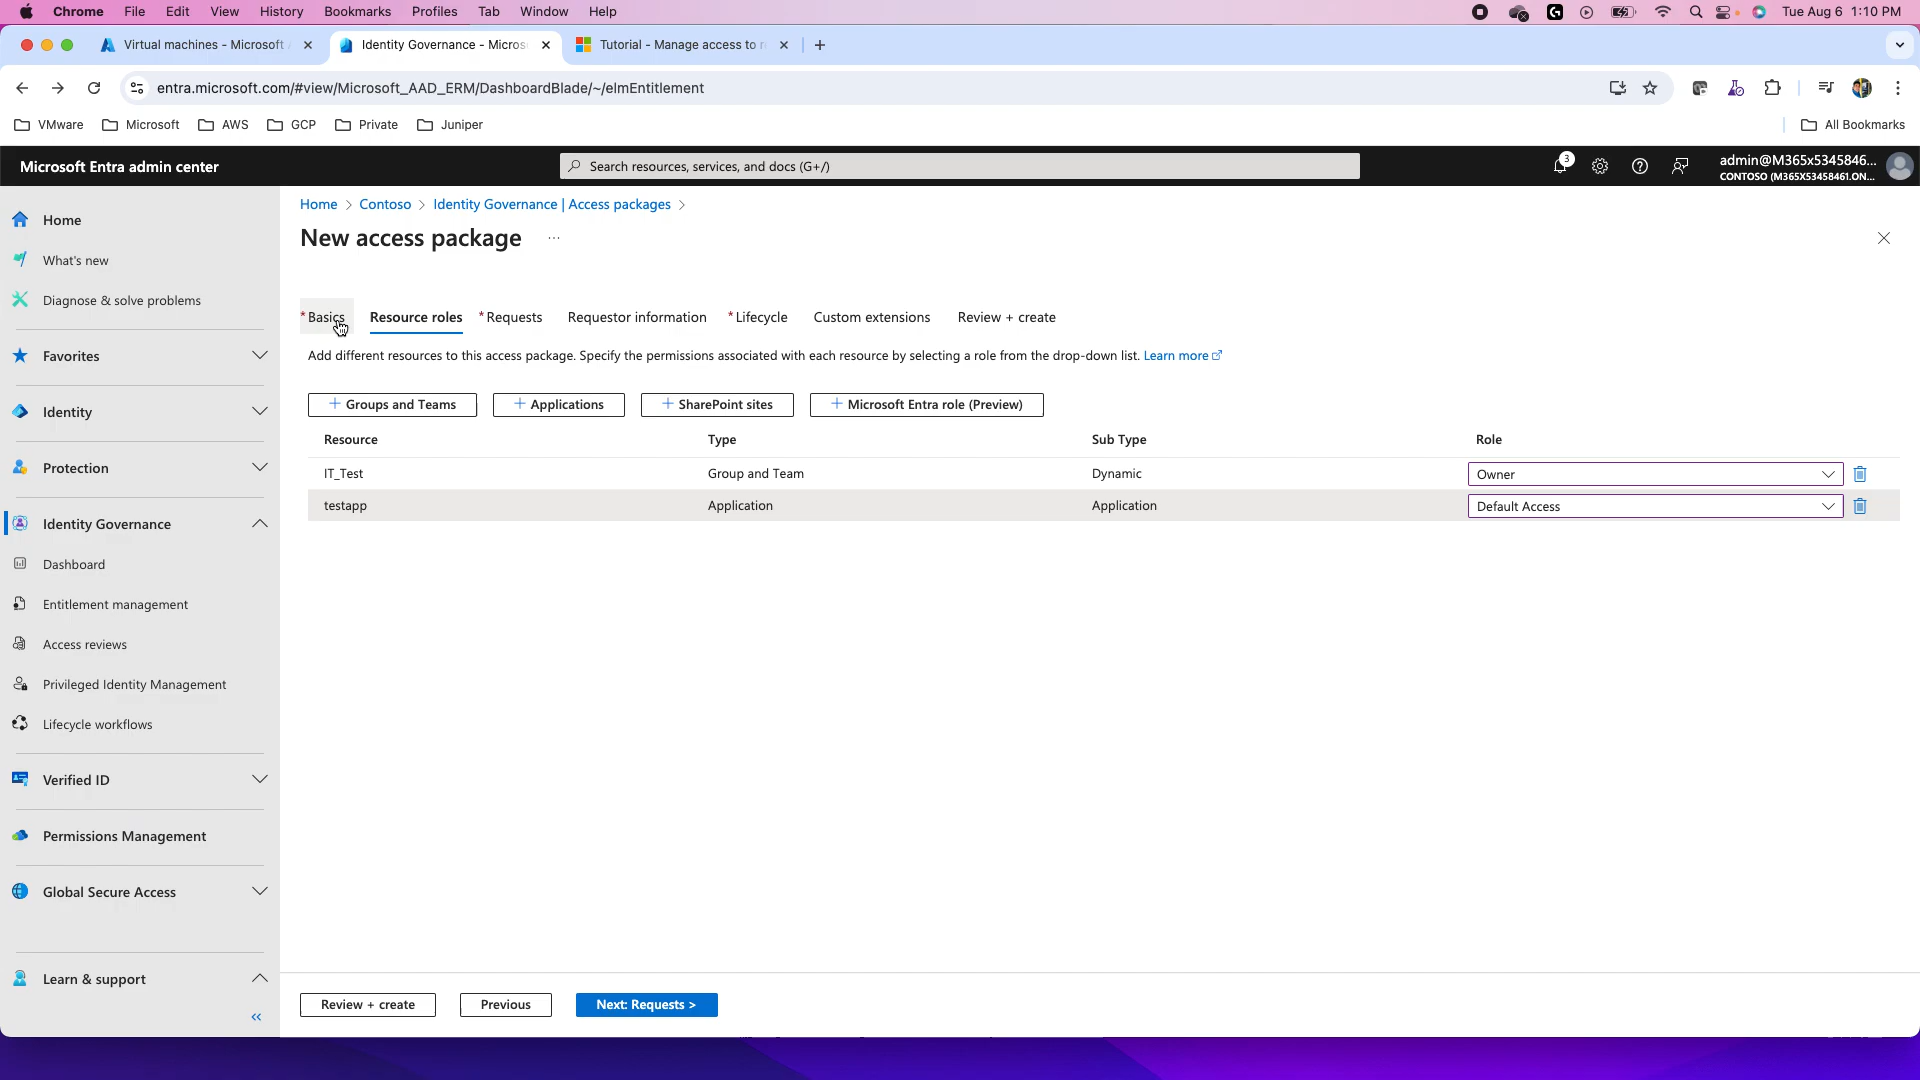 Chrome File Edit View History Bookmarks Profiles Tab Window Help Tue Aug 6 1:10 PM
Virtual machines - Microsoft Identity Governance - Micros Tutorial - Manage access to
entra.microsoft.com/#view/Microsoft_AAD_ERM/DashboardBlade/~/elmEntitlement
VMware Microsoft AWS GCP Private Juniper All Bookmarks
Microsoft Entra admin center
Search resources, services, and docs (G+/)
3
admin@M365x5345846...
CONTOSO (M365X53458461.ON...
Home > Contoso > Identity Governance | Access packages >
New access package ...
Home
What's new
Diagnose & solve problems
Favorites
Identity
Protection
Identity Governance
Dashboard
Entitlement management
Access reviews
Privileged Identity Management
Lifecycle workflows
Verified ID
Permissions Management
Global Secure Access
Learn & support
«
* Basics Resource roles * Requests Requestor information * Lifecycle Custom extensions Review + create
Add different resources to this access package. Specify the permissions associated with each resource by selecting a role from the drop-down list. Learn more
+ Groups and Teams + Applications + SharePoint sites + Microsoft Entra role (Preview)
Resource Type Sub Type Role
IT_Test Group and Team Dynamic Owner
testapp Application Application Default Access
Review + create Previous Next: Requests >